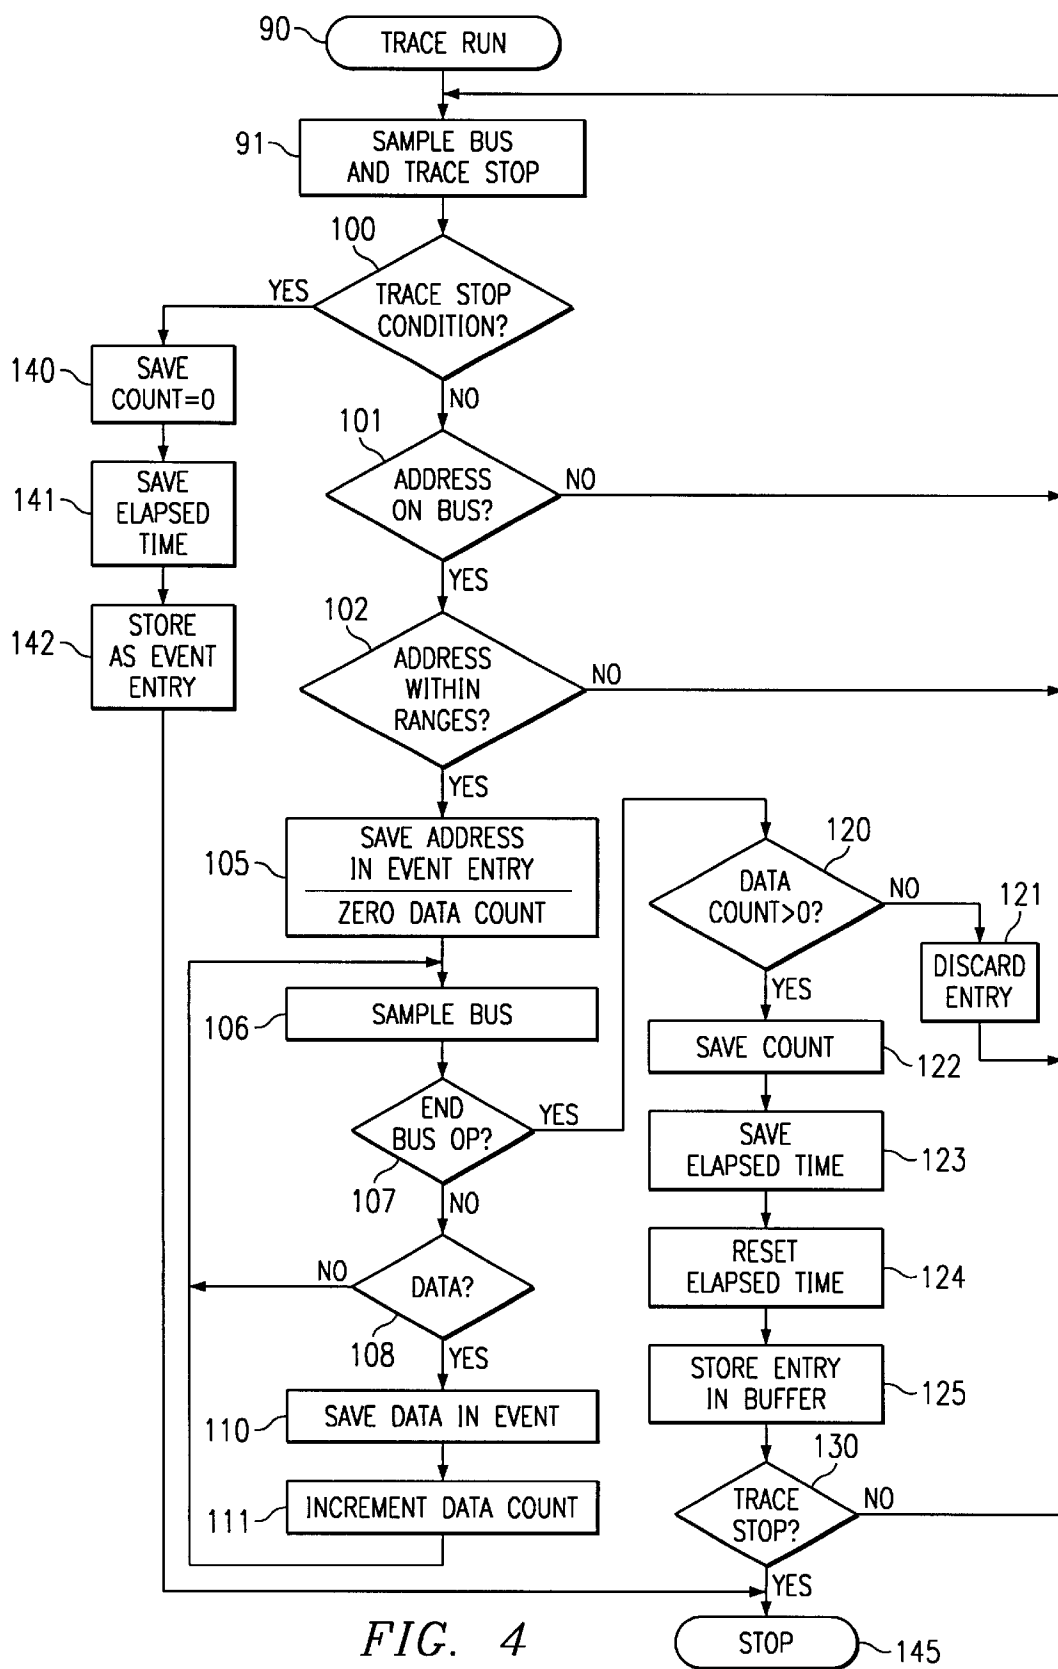 90
TRACE RUN
91
SAMPLE BUS
AND TRACE STOP
100
YES
TRACE STOP
CONDITION?
140
SAVE
COUNT=0
NO
101
141
SAVE
ELAPSED
TIME
ADDRESS
ON BUS?
NO
YES
142
STORE
AS EVENT
ENTRY
102
ADDRESS
WITHIN
RANGES?
NO
YES
105
SAVE ADDRESS
IN EVENT ENTRY
ZERO DATA COUNT
120
DATA
COUNT>0?
NO
121
DISCARD
ENTRY
YES
106
SAMPLE BUS
SAVE COUNT
122
END
BUS OP?
YES
107
NO
SAVE
ELAPSED TIME
123
NO
DATA?
108
YES
RESET
ELAPSED TIME
124
110
SAVE DATA IN EVENT
STORE ENTRY
IN BUFFER
125
111
INCREMENT DATA COUNT
130
TRACE
STOP?
NO
YES
STOP
145
FIG. 4